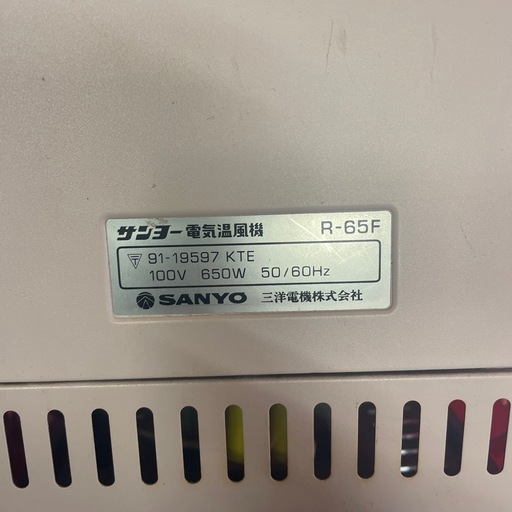 サンヨー電気温風機 R-65F
91-19597 KTE
100V 650W 50/60Hz
SANYO 三洋電機株式会社